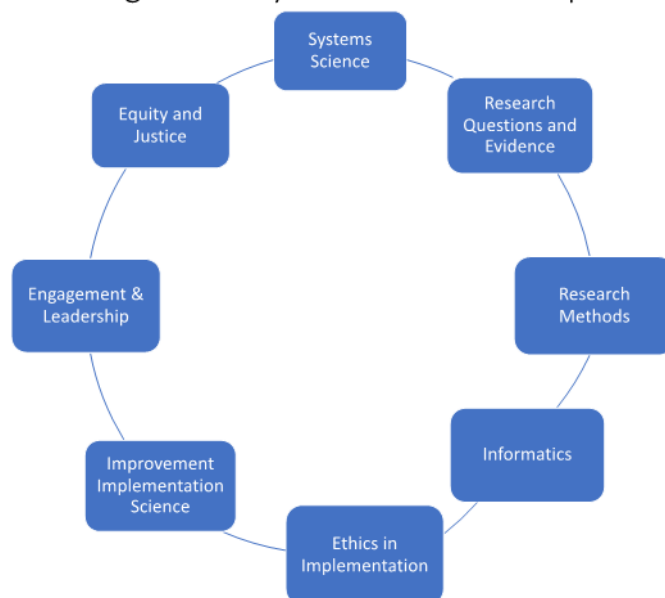 Systems
Science
Research
Questions and
Evidence
Research
Methods
Informatics
Ethics in
Implementation
Improvement
Implementation
Science
Engagement &
Leadership
Equity and
Justice